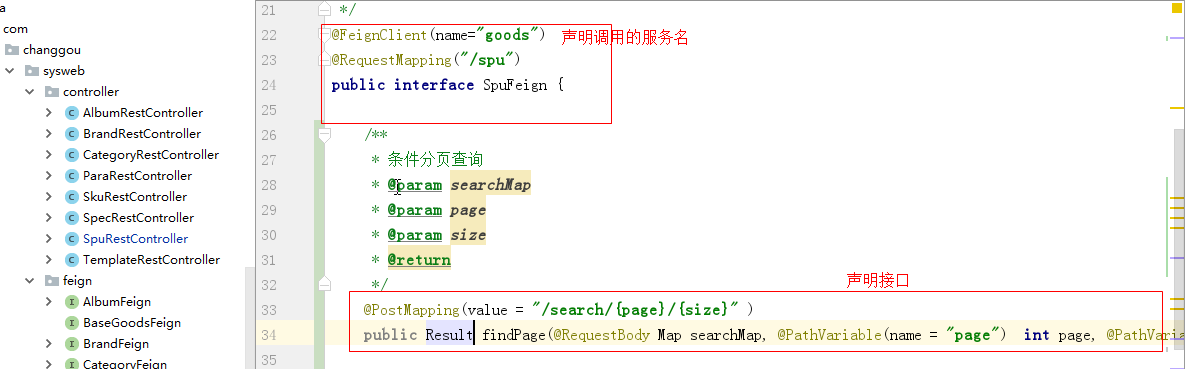 a
com
changgou
sysweb
controller
AlbumRestController
BrandRestController
CategoryRestController
ParaRestController
SkuRestController
SpecRestController
SpuRestController
TemplateRestController
feign
AlbumFeign
BaseGoodsFeign
BrandFeign
CategoryFeign
21 */
22 @FeignClient(name="goods") 声明调用的服务名
23 @RequestMapping("/spu")
24 public interface SpuFeign {
25
26 /**
27 * 条件分页查询
28 * @param searchMap
29 * @param page
30 * @param size
31 * @return
32 */
声明接口
33 @PostMapping(value = "/search/{page}/{size}" )
34 public Result findPage(@RequestBody Map searchMap, @PathVariable(name = "page") int page, @PathVaria
35